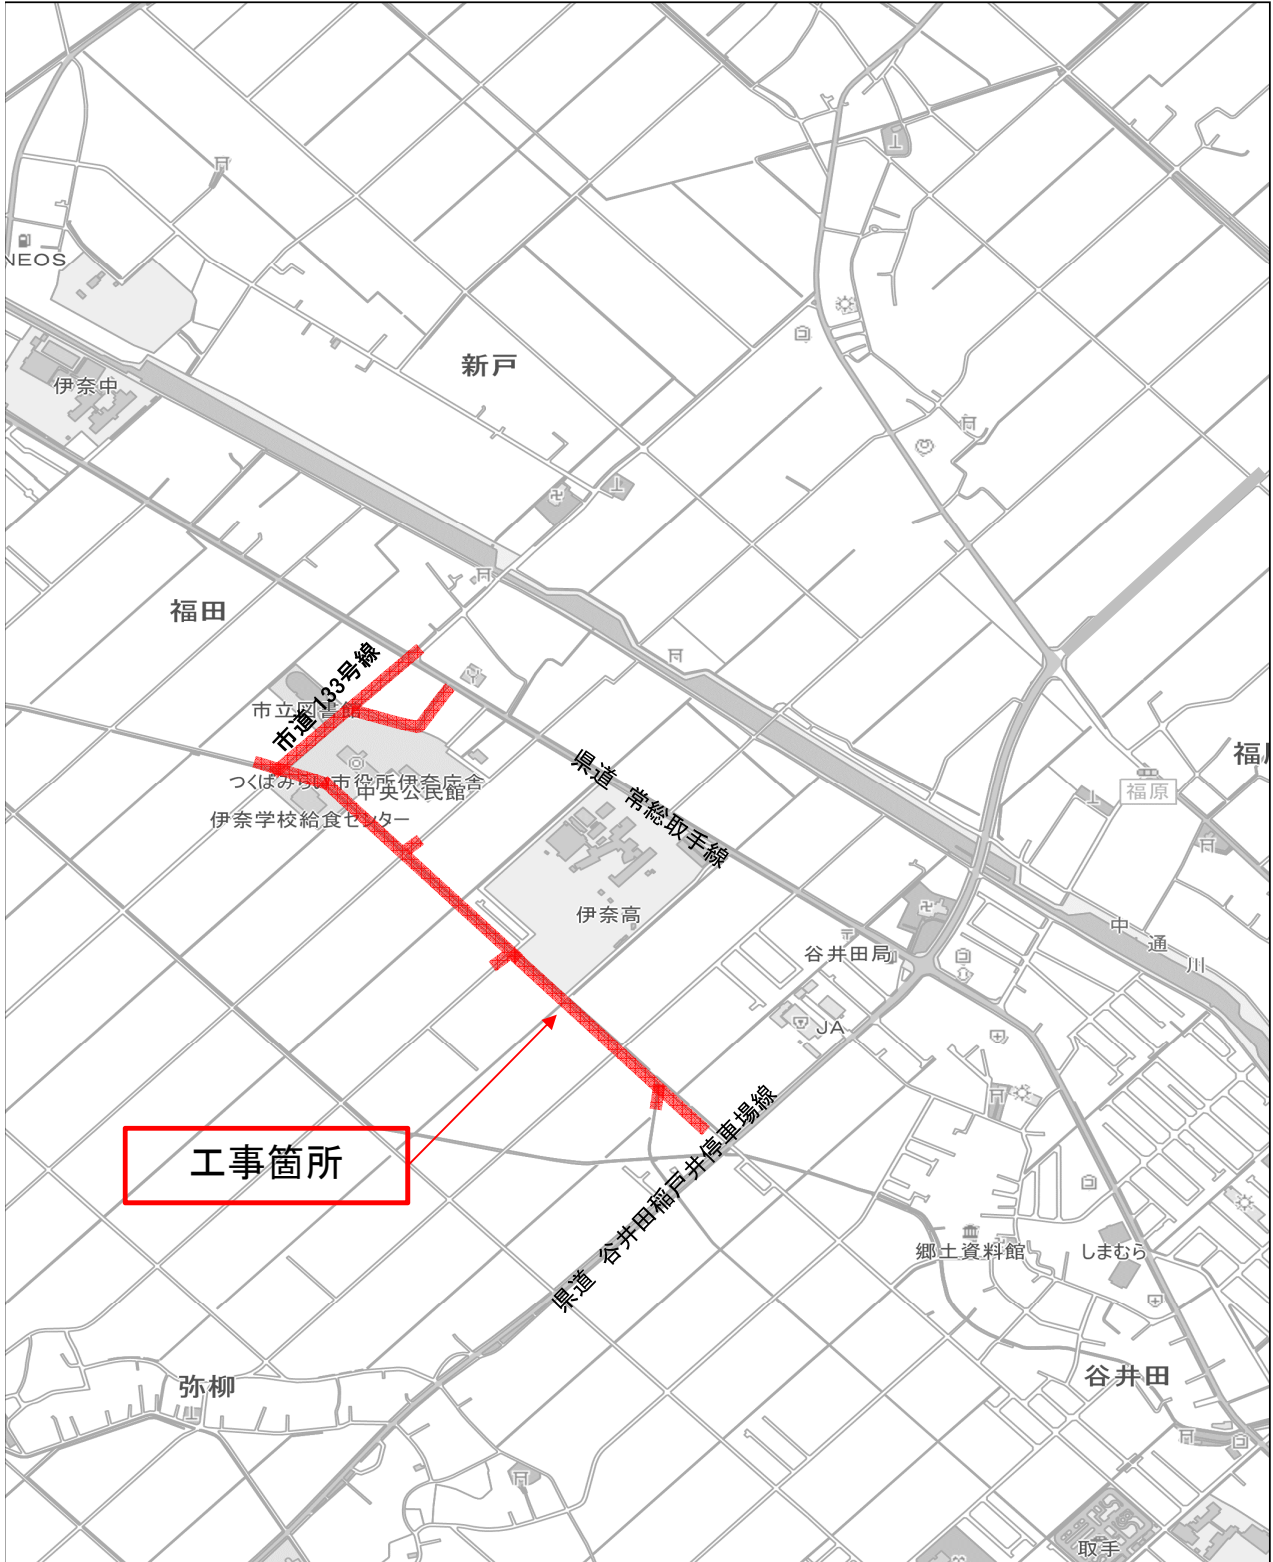 NEOS
伊奈中
新戸
福田
市道133号線
市立図書館
つくばみらい市役所伊奈庁舎
中央公民館
伊奈学校給食センター
県道 常総取手線
福原
伊奈高
谷井田局
中通川
JA
県道 谷井田稲戸井停車場線
工事箇所
郷土資料館
しまむら
谷井田
弥柳
取手